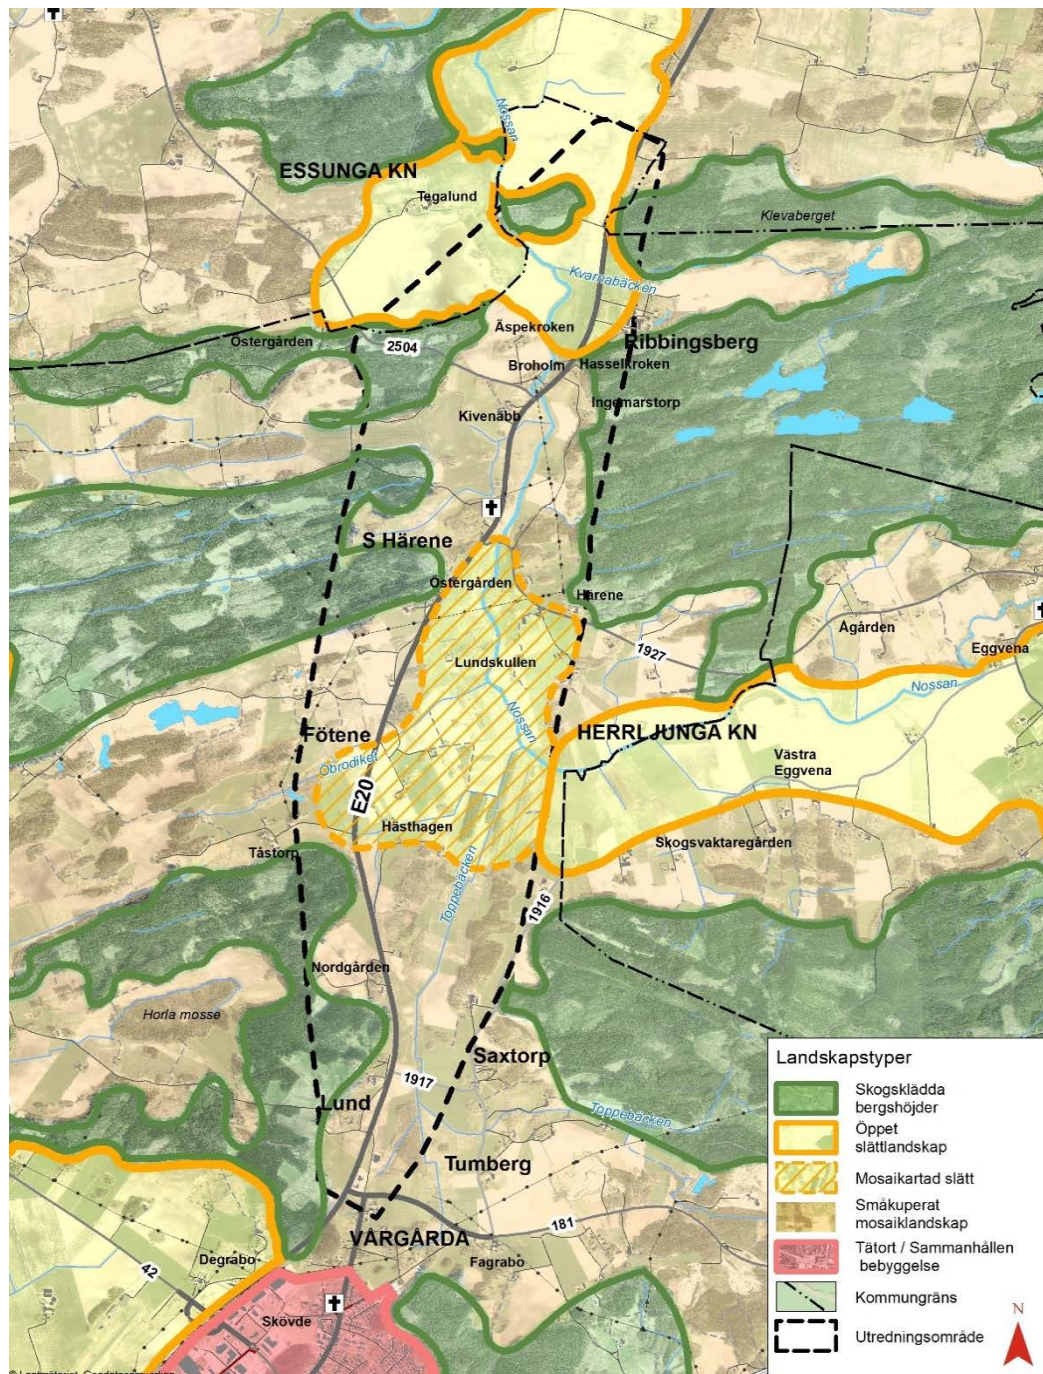 Nossan
ESSUNGA KN
Tegalund
Klevaberget
Kvarnabäcken
Äspekroken
Östergården
2504
Ribbingsberg
Broholm
Hasselkroken
Ingemarstorp
Kivenäbb
S Härene
Östergården
Härene
Ågården
1927
Eggvena
Lundskullen
Nossan
Nossan
HERRLJUNGA KN
Fötene
Öbrodiket
Västra
Eggvena
E20
Hästhagen
Skogsvaktaregården
Tåstorp
Toppebäcken
1916
Nordgården
Horla mosse
Saxtorp
1917
Lund
Toppebäcken
Tumberg
181
VÅRGÅRDA
Degrabo
Fagrabo
42
Skövde
Landskapstyper
Skogsklädda
bergshöjder
Öppet
slättlandskap
Mosaikartad slätt
Småkuperat
mosaiklandskap
Tätort / Sammanhållen
bebyggelse
Kommungräns
Utredningsområde
N